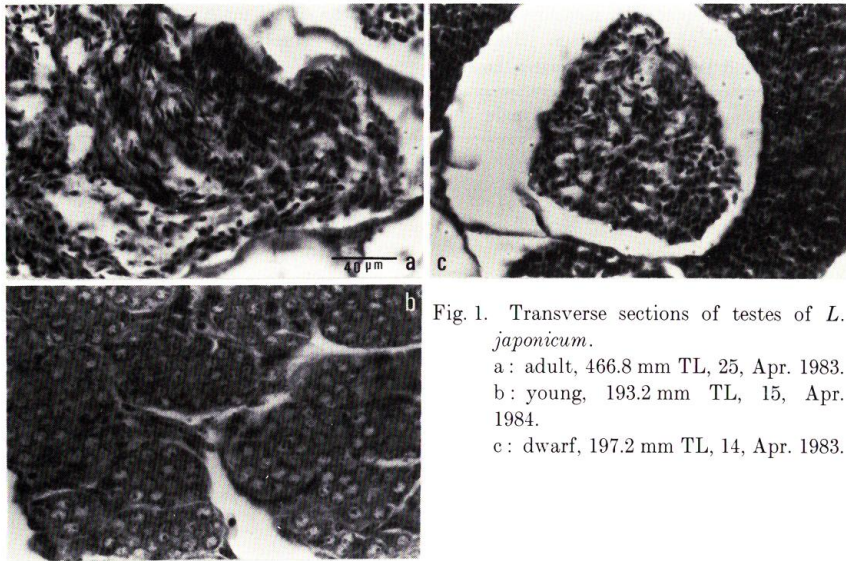 40 μm a
c
b
Fig. 1. Transverse sections of testes of L.
japonicum.
a : adult, 466.8 mm TL, 25, Apr. 1983.
b : young, 193.2 mm TL, 15, Apr.
1984.
c : dwarf, 197.2 mm TL, 14, Apr. 1983.